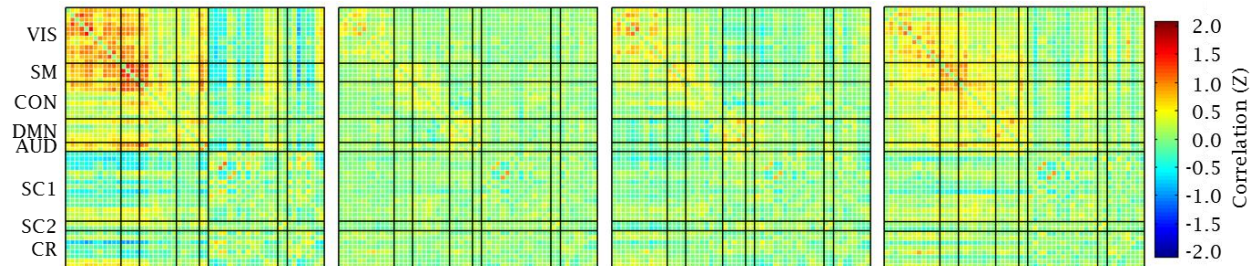 VIS
SM
CON
DMN
AUD
SC1
SC2
CR
2.0
1.5
1.0
0.5
0.0
-0.5
-1.0
-1.5
-2.0
Correlation (Z)